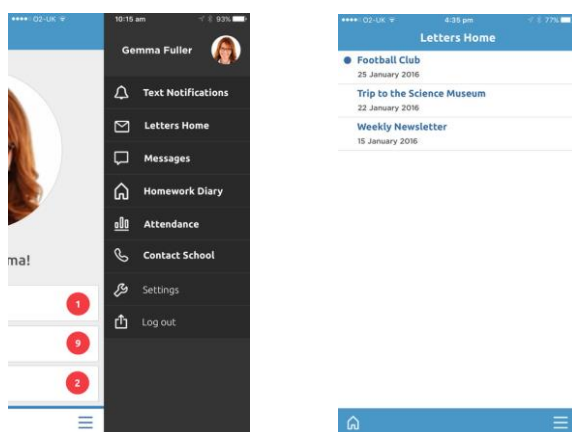 ●●●●○ O2-UK
10:15 am
93%
Gemma Fuller
Text Notifications
Letters Home
Messages
Homework Diary
Attendance
Contact School
Settings
Log out
ma!
1
9
2
●●●●○ O2-UK
4:35 pm
77%
Letters Home
Football Club
25 January 2016
Trip to the Science Museum
22 January 2016
Weekly Newsletter
15 January 2016